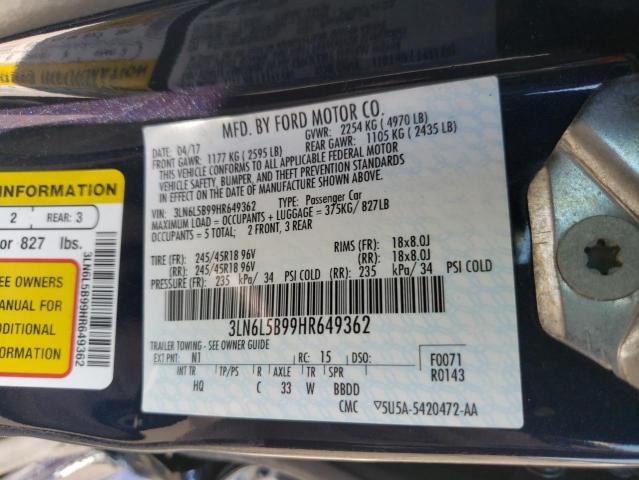 MFD. BY FORD MOTOR CO.
DATE: 04/17 GVWR: 2254 KG ( 4970 LB)
FRONT GAWR: 1177 KG ( 2595 LB) REAR GAWR: 1105 KG ( 2435 LB)
THIS VEHICLE CONFORMS TO ALL APPLICABLE FEDERAL MOTOR
VEHICLE SAFETY, BUMPER, AND THEFT PREVENTION STANDARDS
IN EFFECT ON THE DATE OF MANUFACTURE SHOWN ABOVE.
VIN: 3LN6L5B99HR649362 TYPE: Passenger Car
MAXIMUM LOAD = OCCUPANTS + LUGGAGE = 375KG/ 827LB
OCCUPANTS = 5 TOTAL; 2 FRONT, 3 REAR
TIRE (FR): 245/45R18 96V RIMS (FR): 18x8.0J
(RR): 245/45R18 96V (RR): 18x8.0J
PRESSURE (FR): 235 kPa/ 34 PSI COLD (RR): 235 kPa/ 34 PSI COLD
3LN6L5B99HR649362
TRAILER TOWING - SEE OWNER GUIDE
EXT PNT: N1 RC: 15 DSO:
F0071
R0143
INT TR TP/PS R AXLE TR SPR
HQ C 33 W BBDD
CMC ▽5U5A-5420472-AA
INFORMATION
2 REAR: 3
or 827 lbs.
SEE OWNERS
MANUAL FOR
ADDITIONAL
3LN6L5B99HR649362